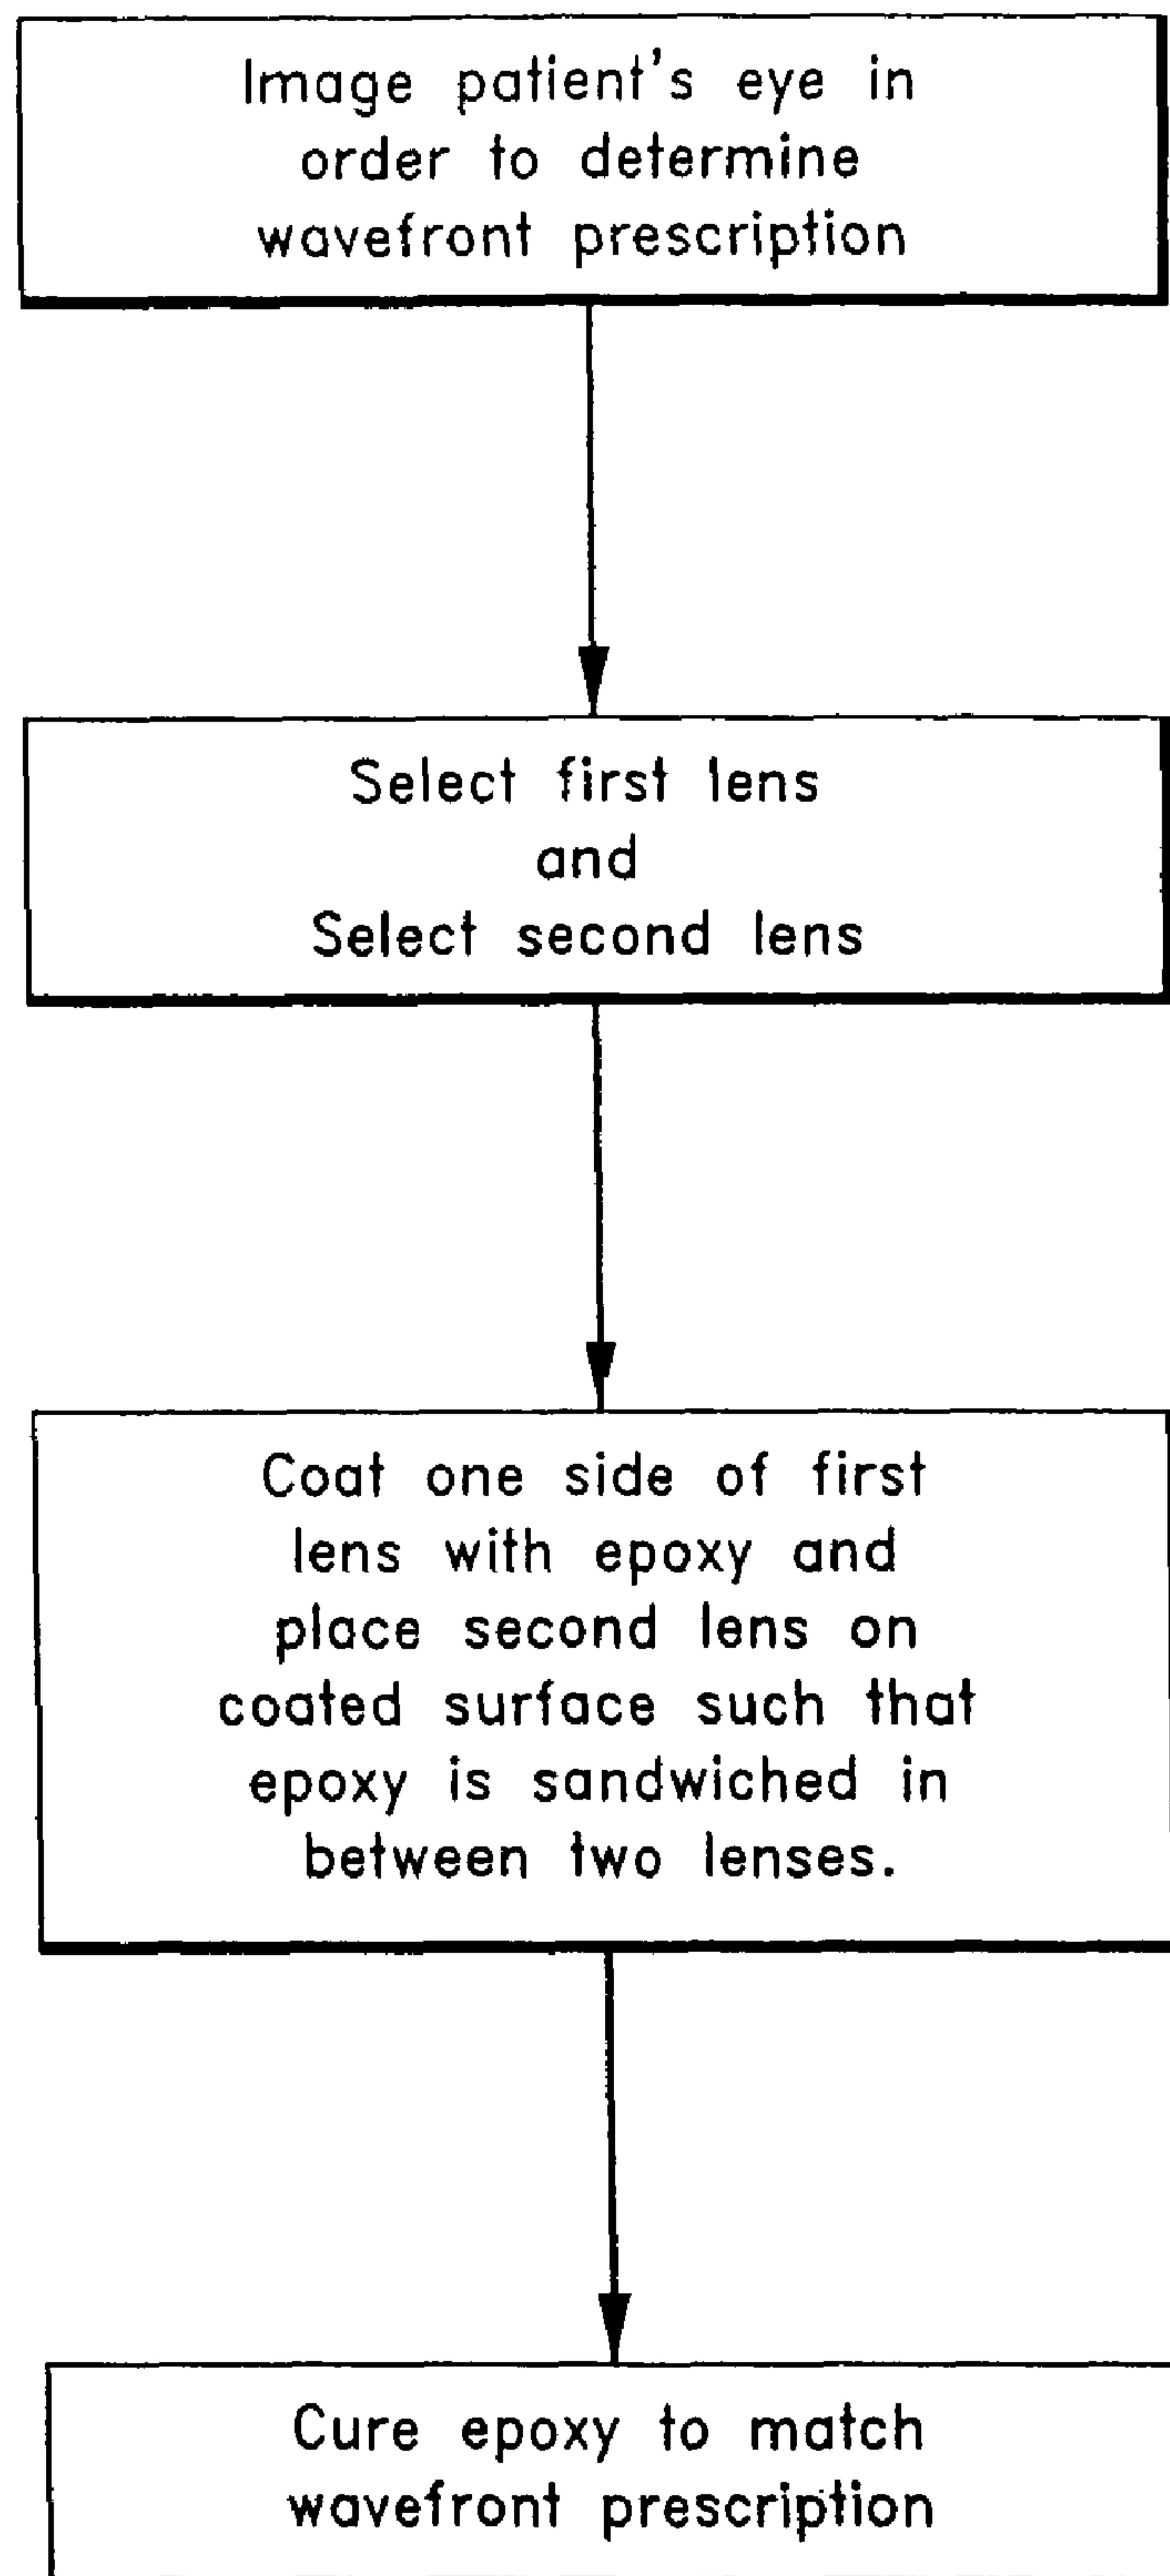 Image patient's eye in
order to determine
wavefront prescription
Select first lens
and
Select second lens
Coat one side of first
lens with epoxy and
place second lens on
coated surface such that
epoxy is sandwiched in
between two lenses.
Cure epoxy to match
wavefront prescription